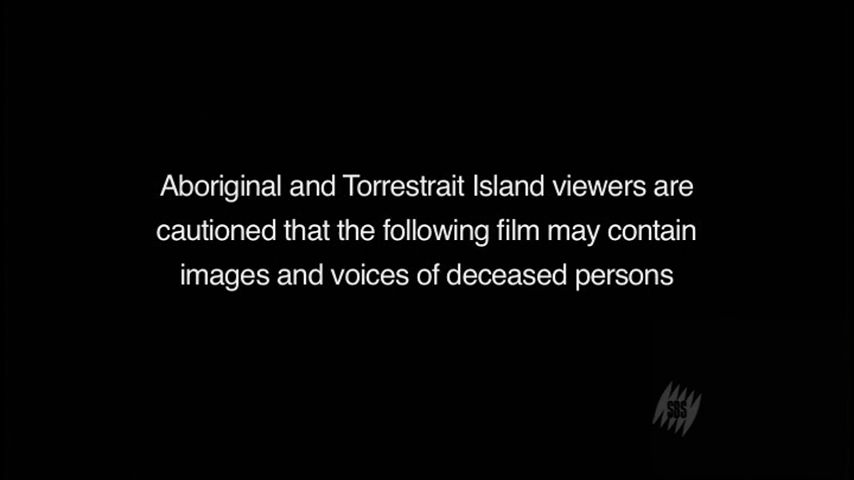 Aboriginal and Torrestrait Island viewers are
cautioned that the following film may contain
images and voices of deceased persons
SBS